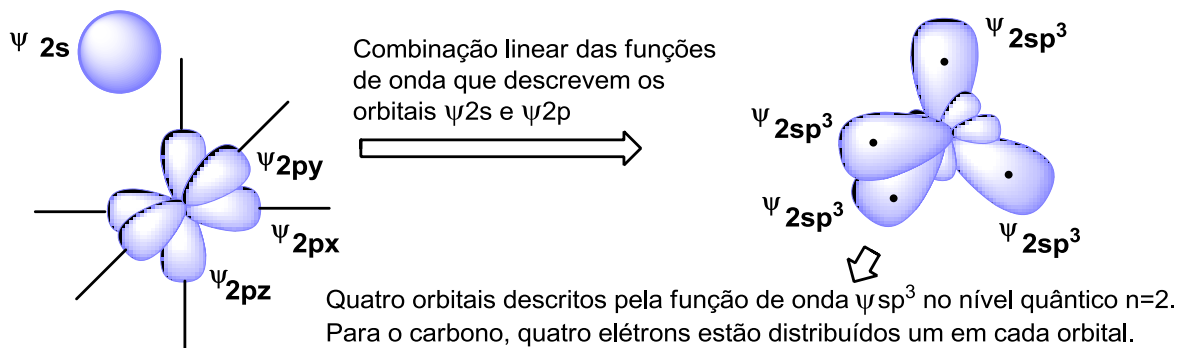 ψ 2s
ψ2py
ψ2px
ψ2pz
Combinação linear das funções
de onda que descrevem os
orbitais ψ2s e ψ2p
ψ2sp³
ψ2sp³
ψ2sp³
ψ2sp³
Quatro orbitais descritos pela função de onda ψsp³ no nível quântico n=2.
Para o carbono, quatro elétrons estão distribuídos um em cada orbital.